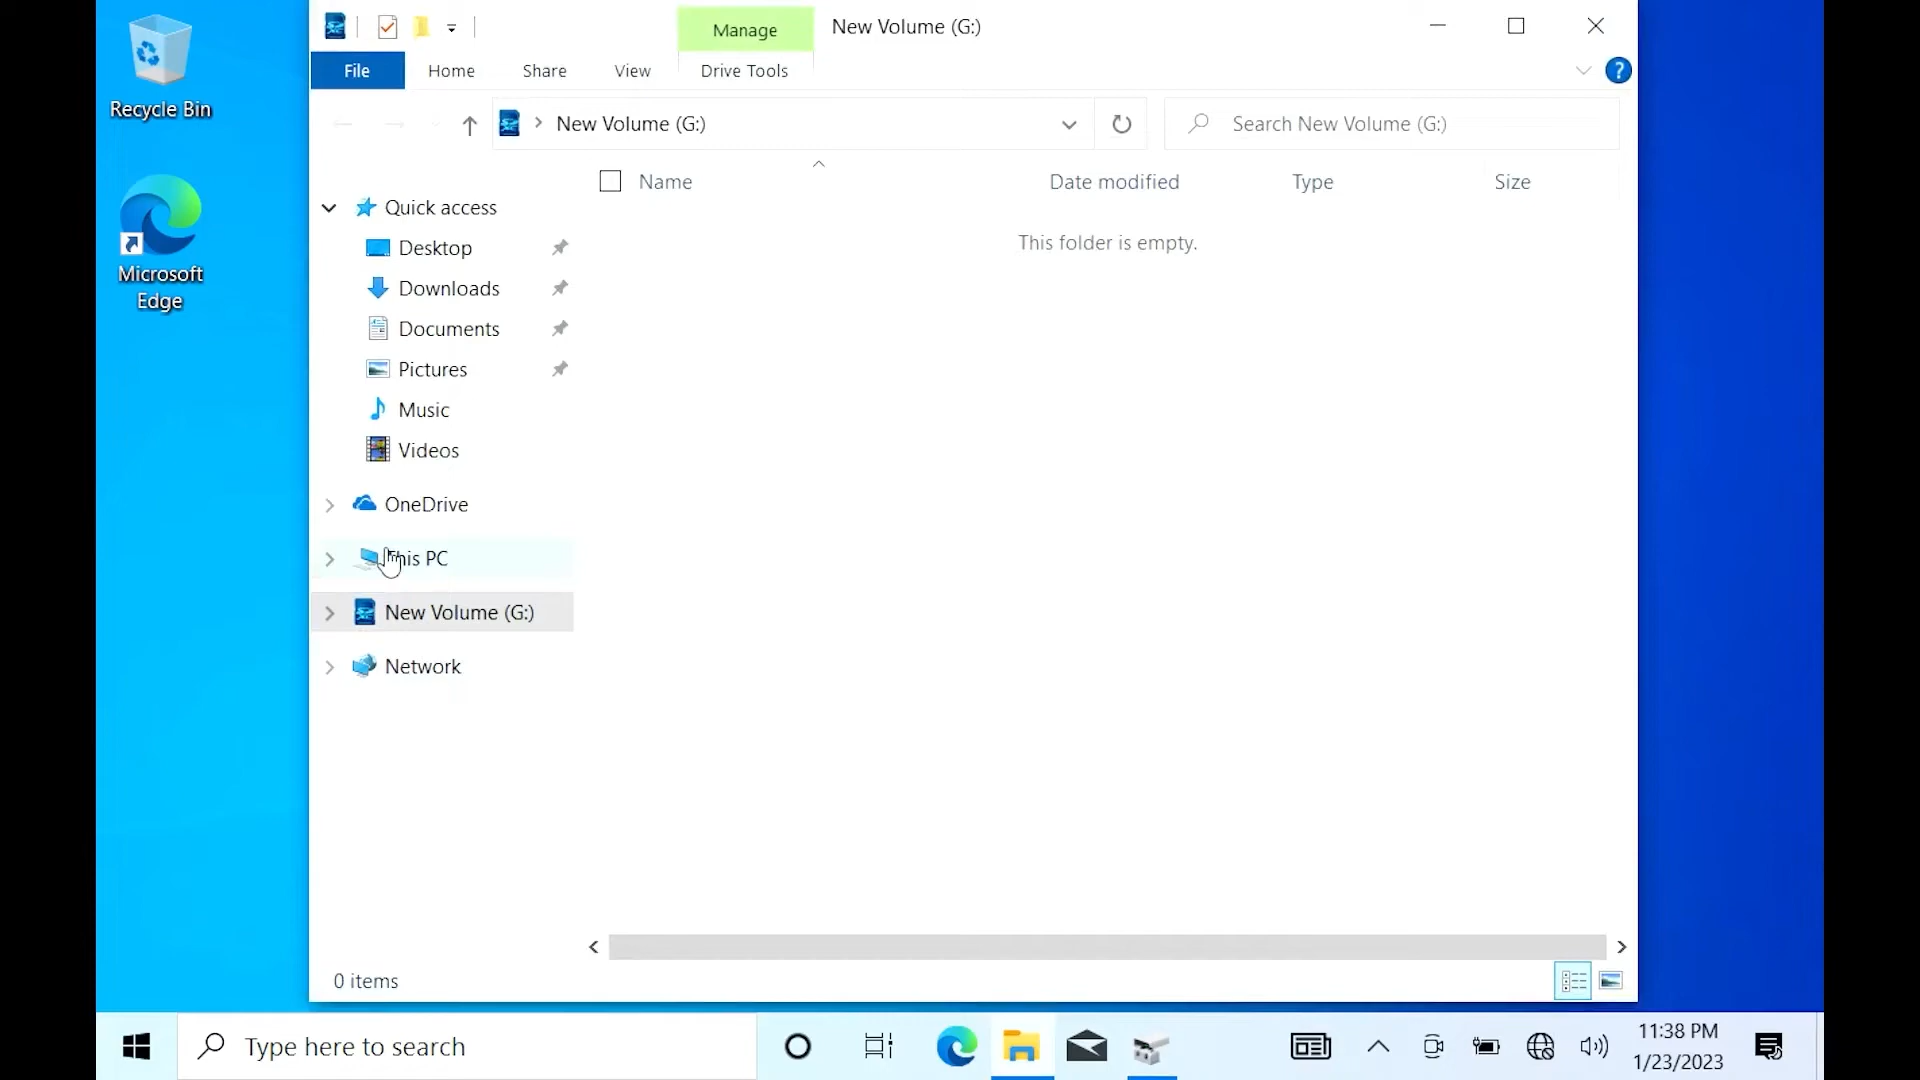 Recycle Bin
Microsoft
Edge
Manage
New Volume (G:)
File
Home
Share
View
Drive Tools
?
New Volume (G:)
Search New Volume (G:)
Name
Date modified
Type
Size
This folder is empty.
Quick access
Desktop
Downloads
Documents
Pictures
Music
Videos
OneDrive
This PC
New Volume (G:)
Network
0 items
Type here to search
11:38 PM
1/23/2023